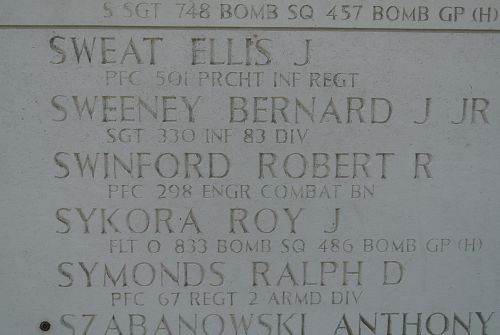 S SGT 748 BOMB SQ 457 BOMB GP (H)
SWEAT ELLIS J
PFC 501 PRCHT INF REGT
SWEENEY BERNARD J JR
SGT 330 INF 83 DIV
SWINFORD ROBERT R
PFC 298 ENGR COMBAT BN
SYKORA ROY J
FLT O 833 BOMB SQ 486 BOMB GP (H)
SYMONDS RALPH D
PFC 67 REGT 2 ARMD DIV
SZABANOWSKI ANTHONY